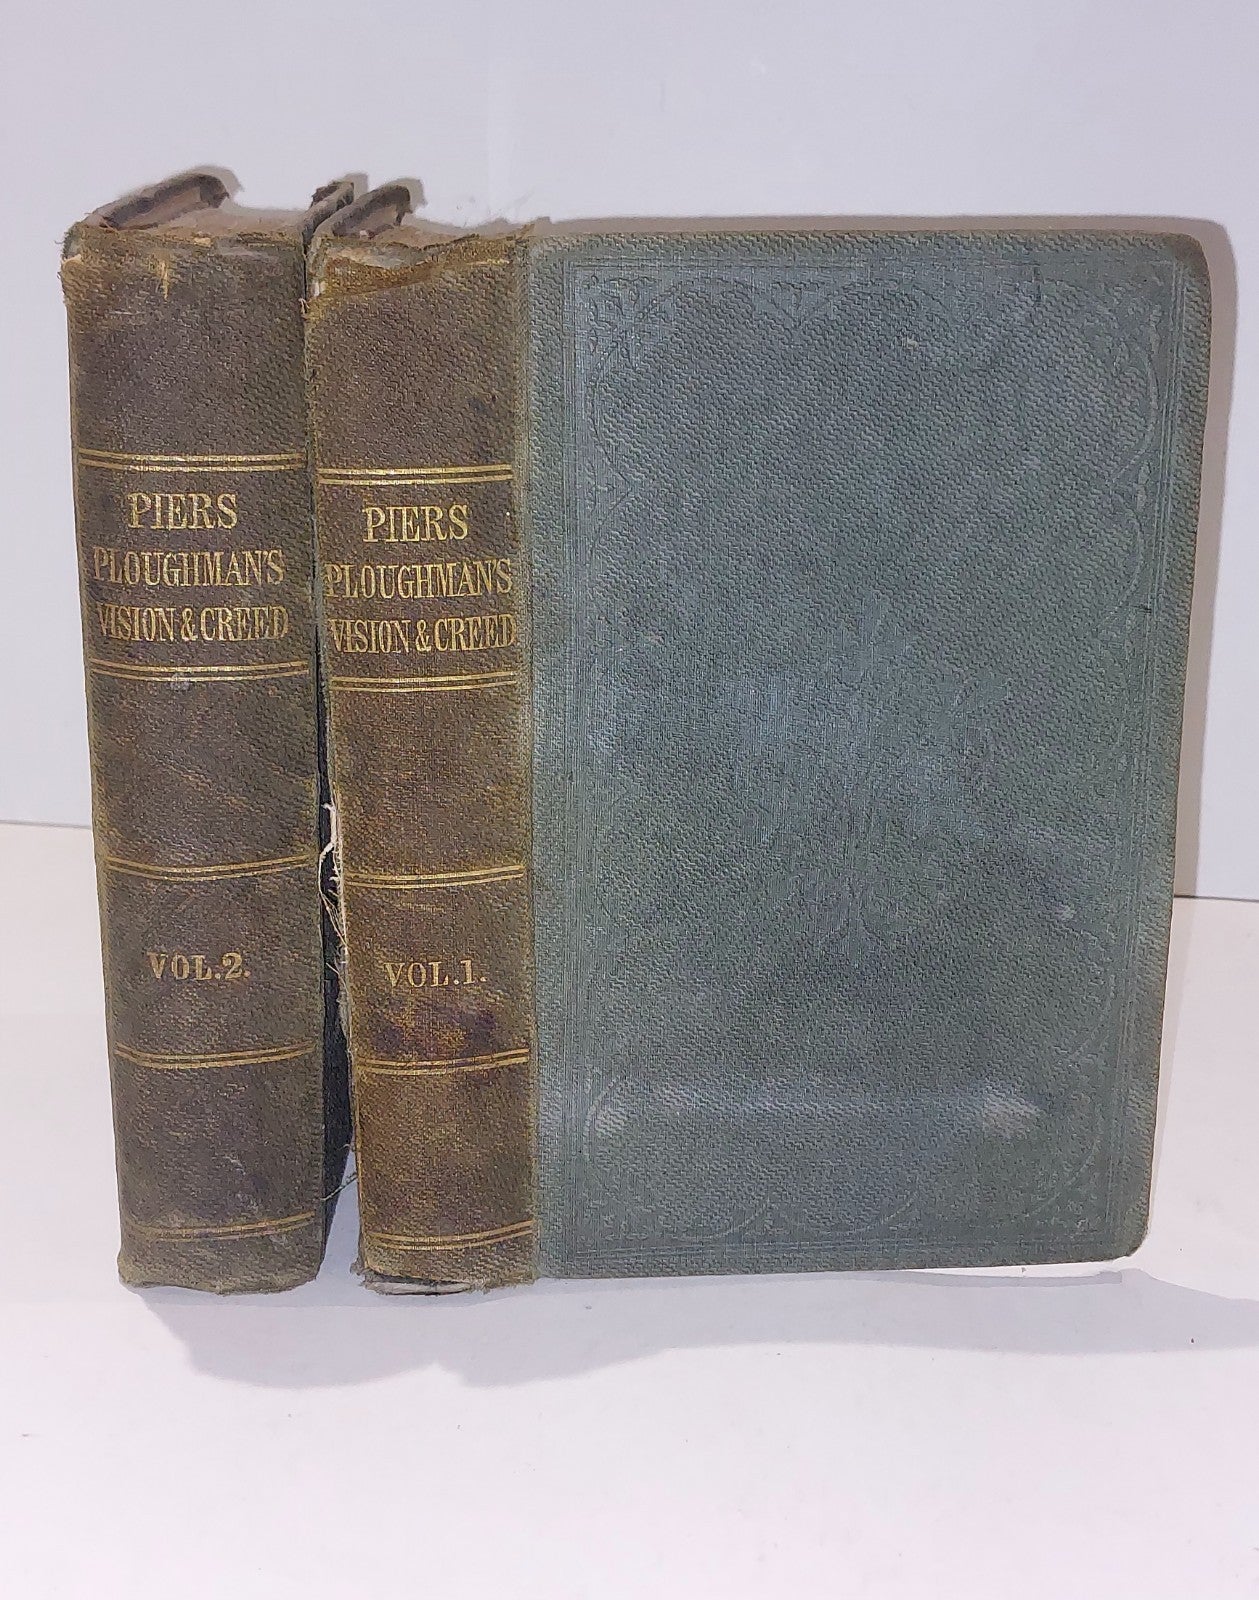 PIERS
PLOUGHMAN'S
VISION & CREED
VOL.2.
PIERS
PLOUGHMAN'S
VISION & CREED
VOL.1.